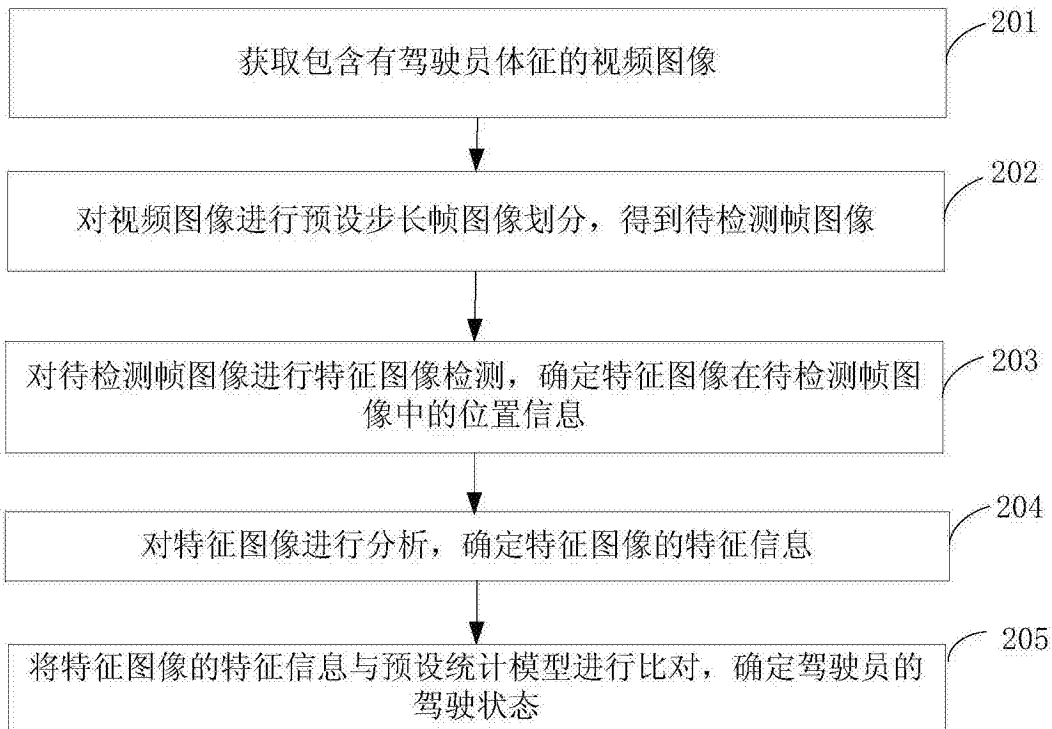 201
获取包含有驾驶员体征的视频图像
202
对视频图像进行预设步长帧图像划分，得到待检测帧图像
203
对待检测帧图像进行特征图像检测，确定特征图像在待检测帧图
像中的位置信息
204
对特征图像进行分析，确定特征图像的特征信息
205
将特征图像的特征信息与预设统计模型进行比对，确定驾驶员的
驾驶状态